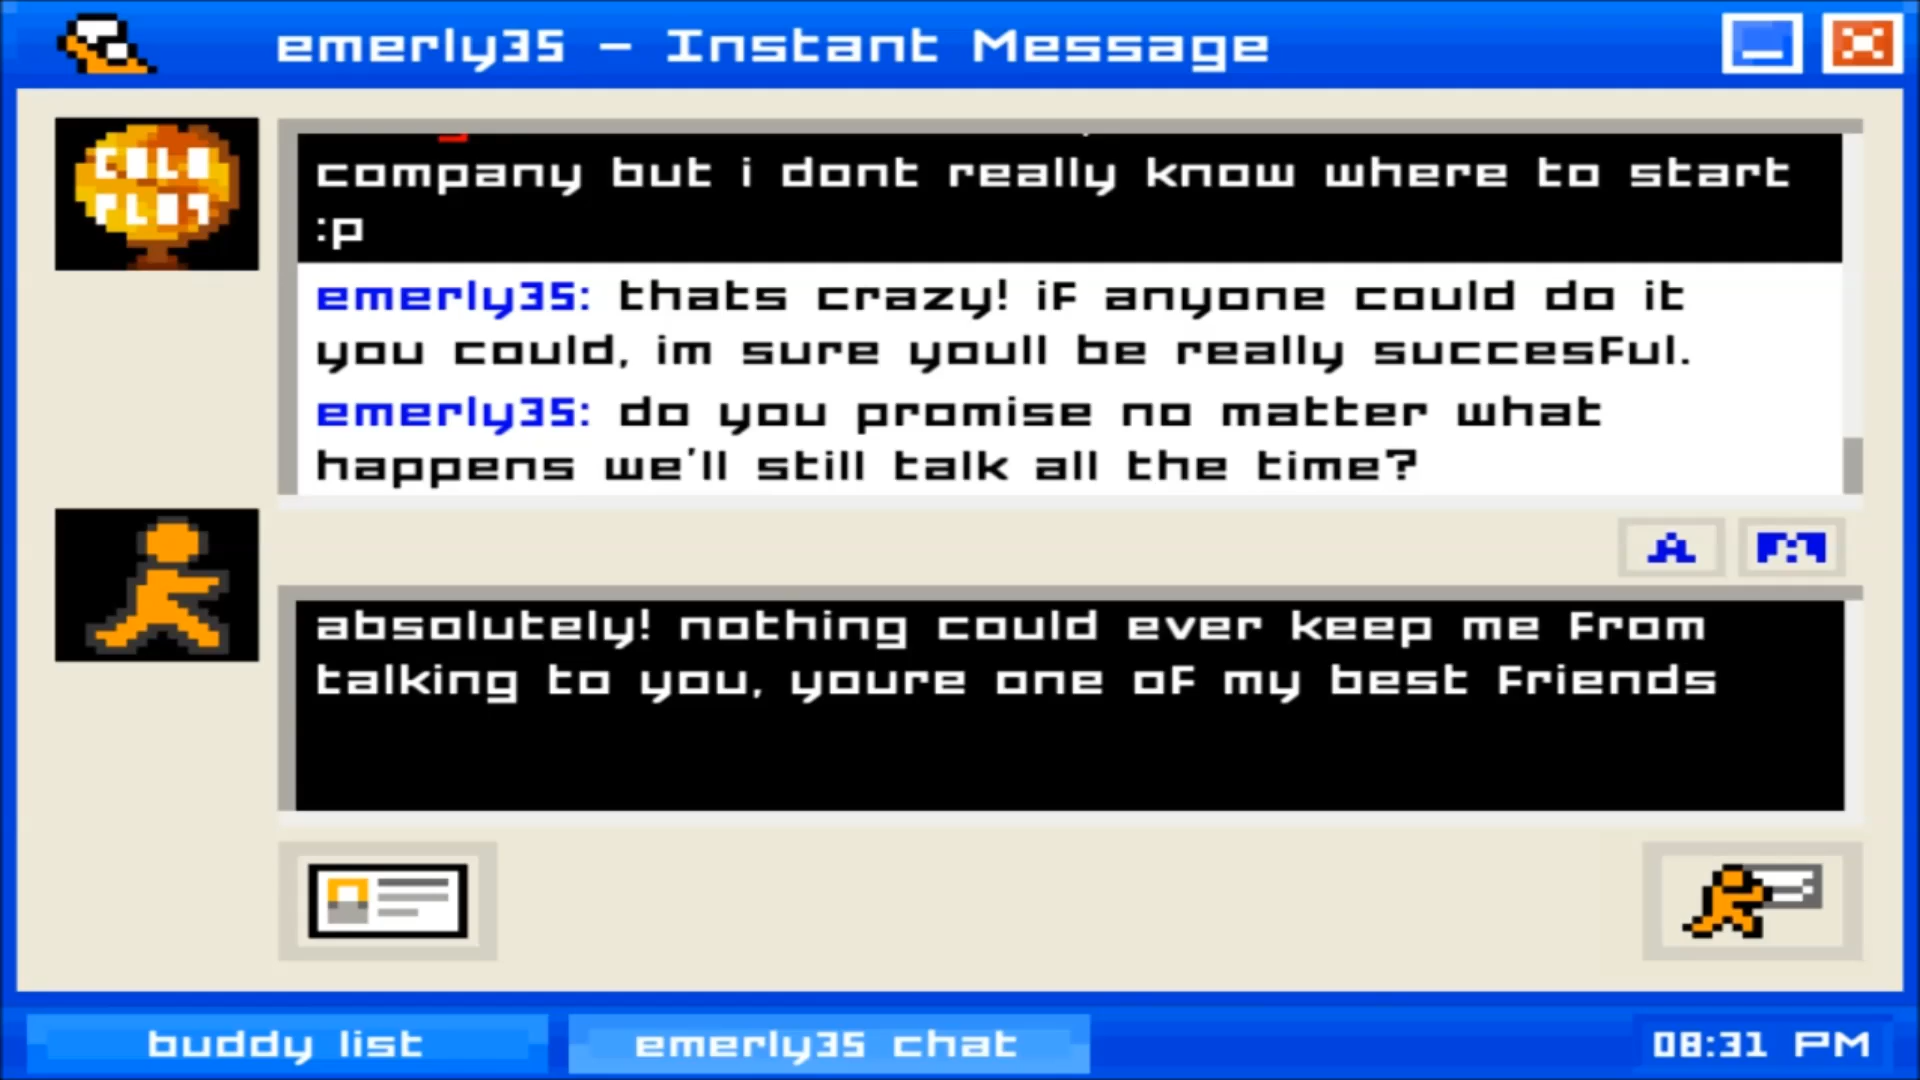 emerly35 - Instant Message
COLD
PLAY
company but i dont really know where to start
:p
emerly35: thats crazy! if anyone could do it
you could, im sure youll be really succesful.
emerly35: do you promise no matter what
happens we'll still talk all the time?
A
absolutely! nothing could ever keep me from
talking to you, youre one of my best friends
buddy list
emerly35 chat
08:31 PM